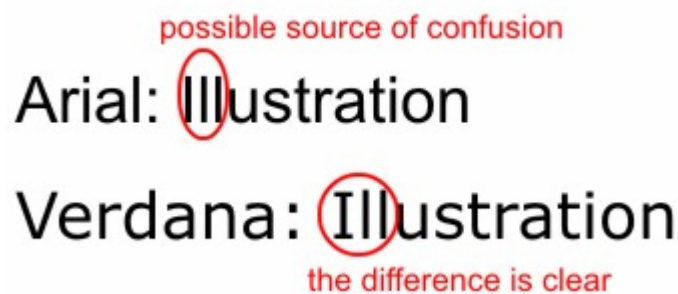 possible source of confusion
Arial: Illustration
Verdana: Illustration
the difference is clear